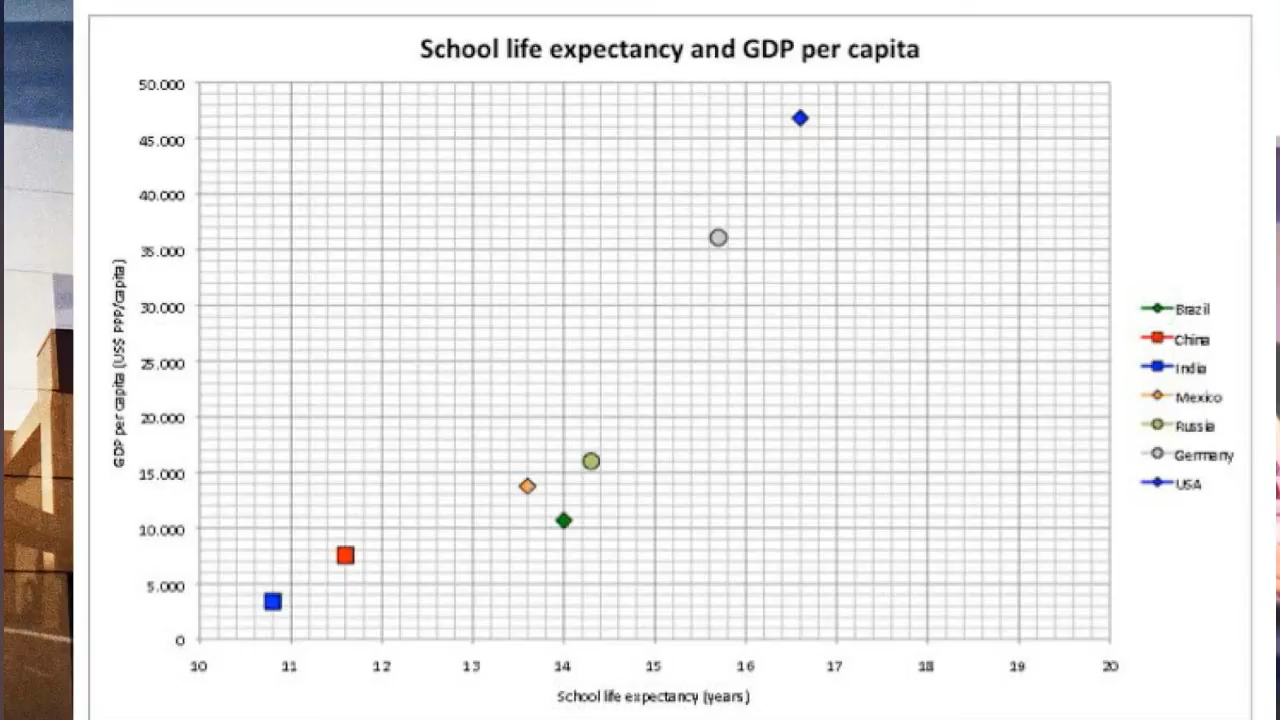 School life expectancy and GDP per capita
50.000
45.000
40.000
35.000
30.000
25.000
20.000
15.000
10.000
5.000
0
GDP per capita (US$ PPP/capita)
10 11 12 13 14 15 16 17 18 19 20
School life expectancy (years)
Brazil
China
India
Mexico
Russia
Germany
USA